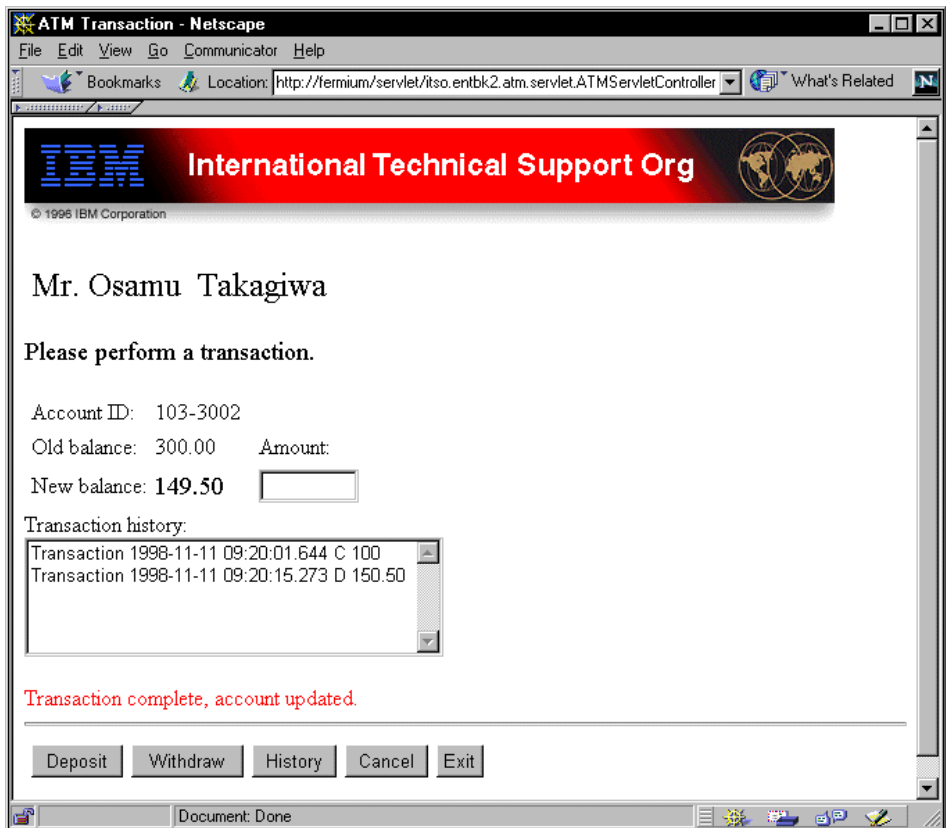 ATM Transaction - Netscape
File Edit View Go Communicator Help
Bookmarks Location: http://fermium/servlet/itso.entbk2.atm.servlet.ATMServletController What's Related N
IBM International Technical Support Org
© 1996 IBM Corporation
Mr. Osamu Takagiwa
Please perform a transaction.
Account ID: 103-3002
Old balance: 300.00 Amount:
New balance: 149.50
Transaction history:
Transaction 1998-11-11 09:20:01.644 C 100
Transaction 1998-11-11 09:20:15.273 D 150.50
Transaction complete, account updated.
Deposit Withdraw History Cancel Exit
Document: Done